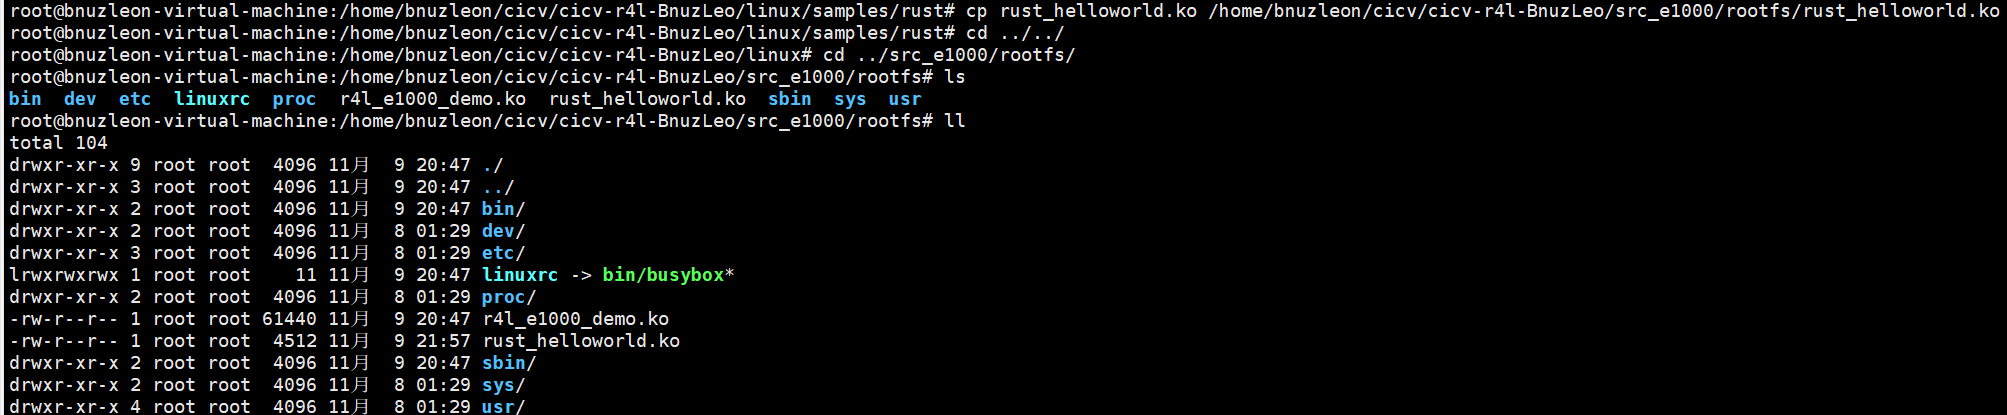 root@bnuzleon-virtual-machine:/home/bnuzleon/cicv/cicv-r4l-BnuzLeo/linux/samples/rust# cp rust_helloworld.ko /home/bnuzleon/cicv/cicv-r4l-BnuzLeo/src_e1000/rootfs/rust_helloworld.ko
root@bnuzleon-virtual-machine:/home/bnuzleon/cicv/cicv-r4l-BnuzLeo/linux/samples/rust# cd ../../
root@bnuzleon-virtual-machine:/home/bnuzleon/cicv/cicv-r4l-BnuzLeo/linux# cd ../src_e1000/rootfs/
root@bnuzleon-virtual-machine:/home/bnuzleon/cicv/cicv-r4l-BnuzLeo/src_e1000/rootfs# ls
bin  dev  etc  linuxrc  proc  r4l_e1000_demo.ko  rust_helloworld.ko  sbin  sys  usr
root@bnuzleon-virtual-machine:/home/bnuzleon/cicv/cicv-r4l-BnuzLeo/src_e1000/rootfs# ll
total 104
drwxr-xr-x 9 root root  4096 11月  9 20:47 ./
drwxr-xr-x 3 root root  4096 11月  9 20:47 ../
drwxr-xr-x 2 root root  4096 11月  9 20:47 bin/
drwxr-xr-x 2 root root  4096 11月  8 01:29 dev/
drwxr-xr-x 3 root root  4096 11月  8 01:29 etc/
lrwxrwxrwx 1 root root    11 11月  9 20:47 linuxrc -> bin/busybox*
drwxr-xr-x 2 root root  4096 11月  8 01:29 proc/
-rw-r--r-- 1 root root 61440 11月  9 20:47 r4l_e1000_demo.ko
-rw-r--r-- 1 root root  4512 11月  9 21:57 rust_helloworld.ko
drwxr-xr-x 2 root root  4096 11月  9 20:47 sbin/
drwxr-xr-x 2 root root  4096 11月  8 01:29 sys/
drwxr-xr-x 4 root root  4096 11月  8 01:29 usr/